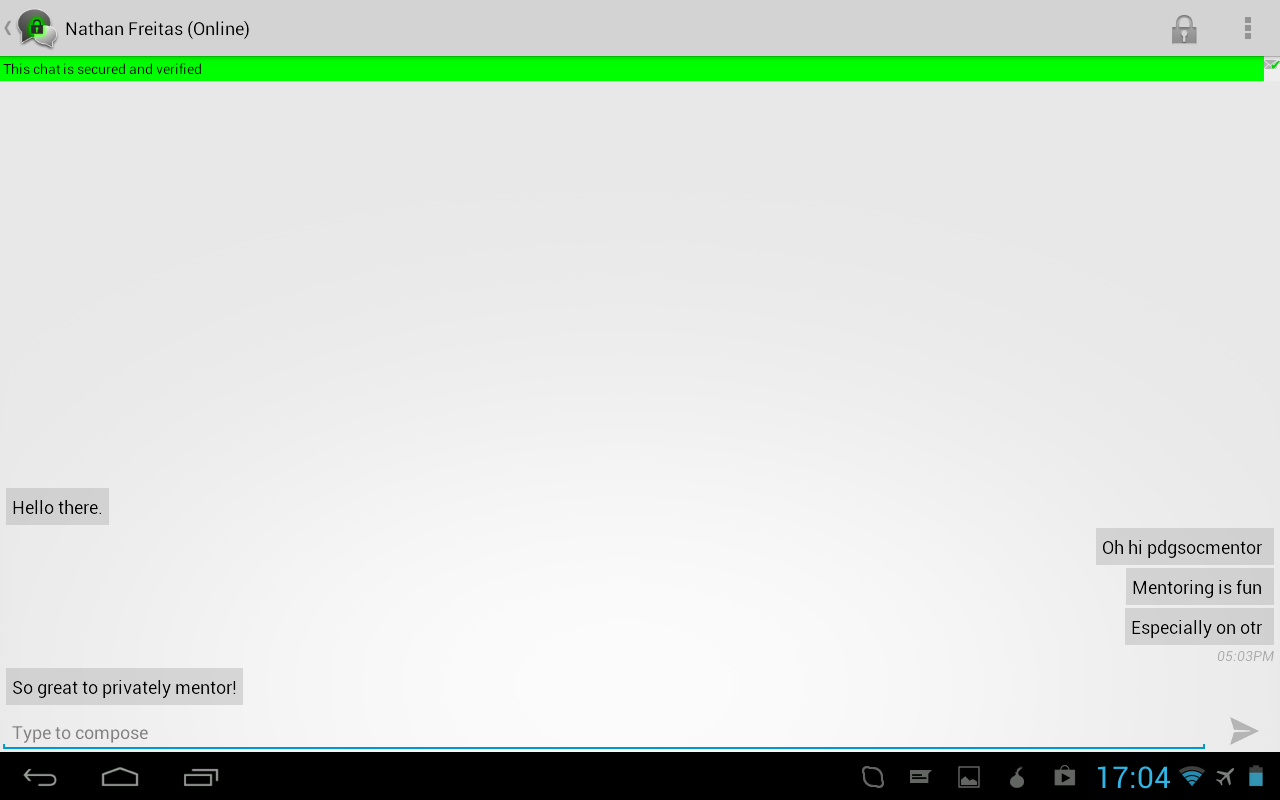 Nathan Freitas (Online)
This chat is secured and verified
Hello there.
Oh hi pdgsocmentor
Mentoring is fun
Especially on otr
05:03PM
So great to privately mentor!
Type to compose
17:04